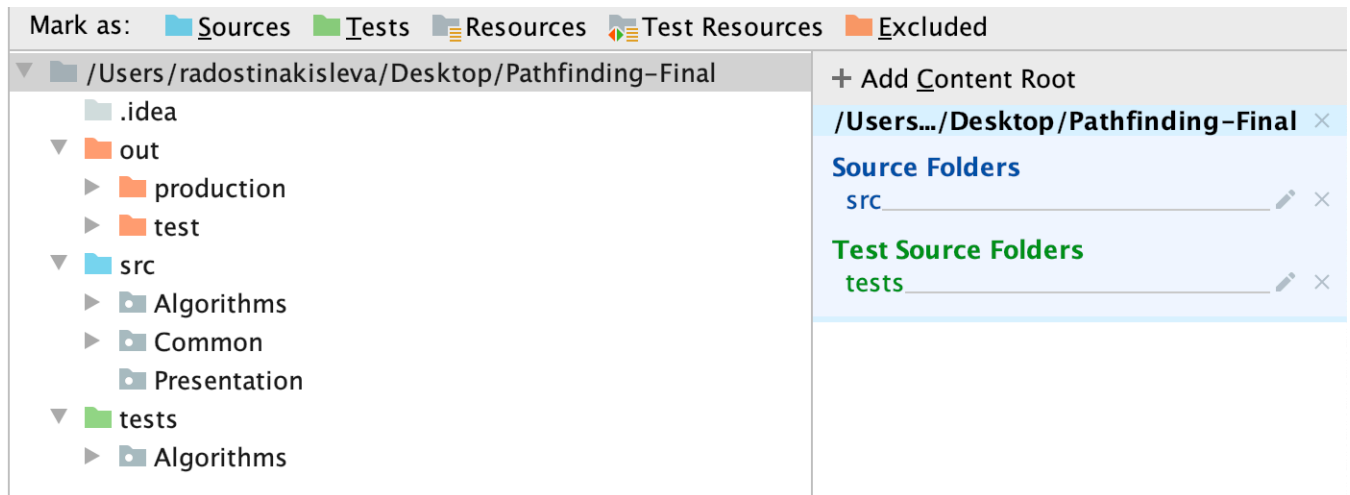 Mark as: Sources Tests Resources Test Resources Excluded
/Users/radostinakisleva/Desktop/Pathfinding-Final
.idea
out
production
test
src
Algorithms
Common
Presentation
tests
Algorithms
+ Add Content Root
/Users.../Desktop/Pathfinding-Final ×
Source Folders
src ×
Test Source Folders
tests ×